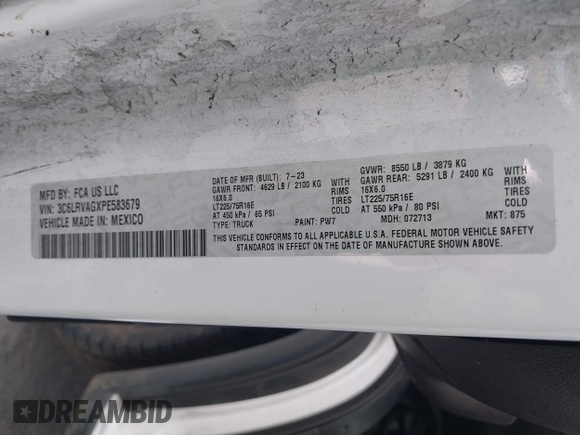 MFD BY: FCA US LLC
VIN: 3C6LRVAGXPE583679
VEHICLE MADE IN: MEXICO
DATE OF MFR (BUILT): 7-23
GAWR FRONT: 4629 LB / 2100 KG
16X6.0 RIMS
LT225/75R16E TIRES
AT 450 kPa / 65 PSI COLD
TYPE: TRUCK PAINT: PW7
GVWR: 8550 LB / 3879 KG
GAWR REAR: 5291 LB / 2400 KG
16X6.0 RIMS
LT225/75R16E TIRES
AT 550 kPa / 80 PSI COLD
MDH: 072713 MKT: 875
THIS VEHICLE CONFORMS TO ALL APPLICABLE U.S.A. FEDERAL MOTOR VEHICLE SAFETY
STANDARDS IN EFFECT ON THE DATE OF MANUFACTURE SHOWN ABOVE.
DREAMBID